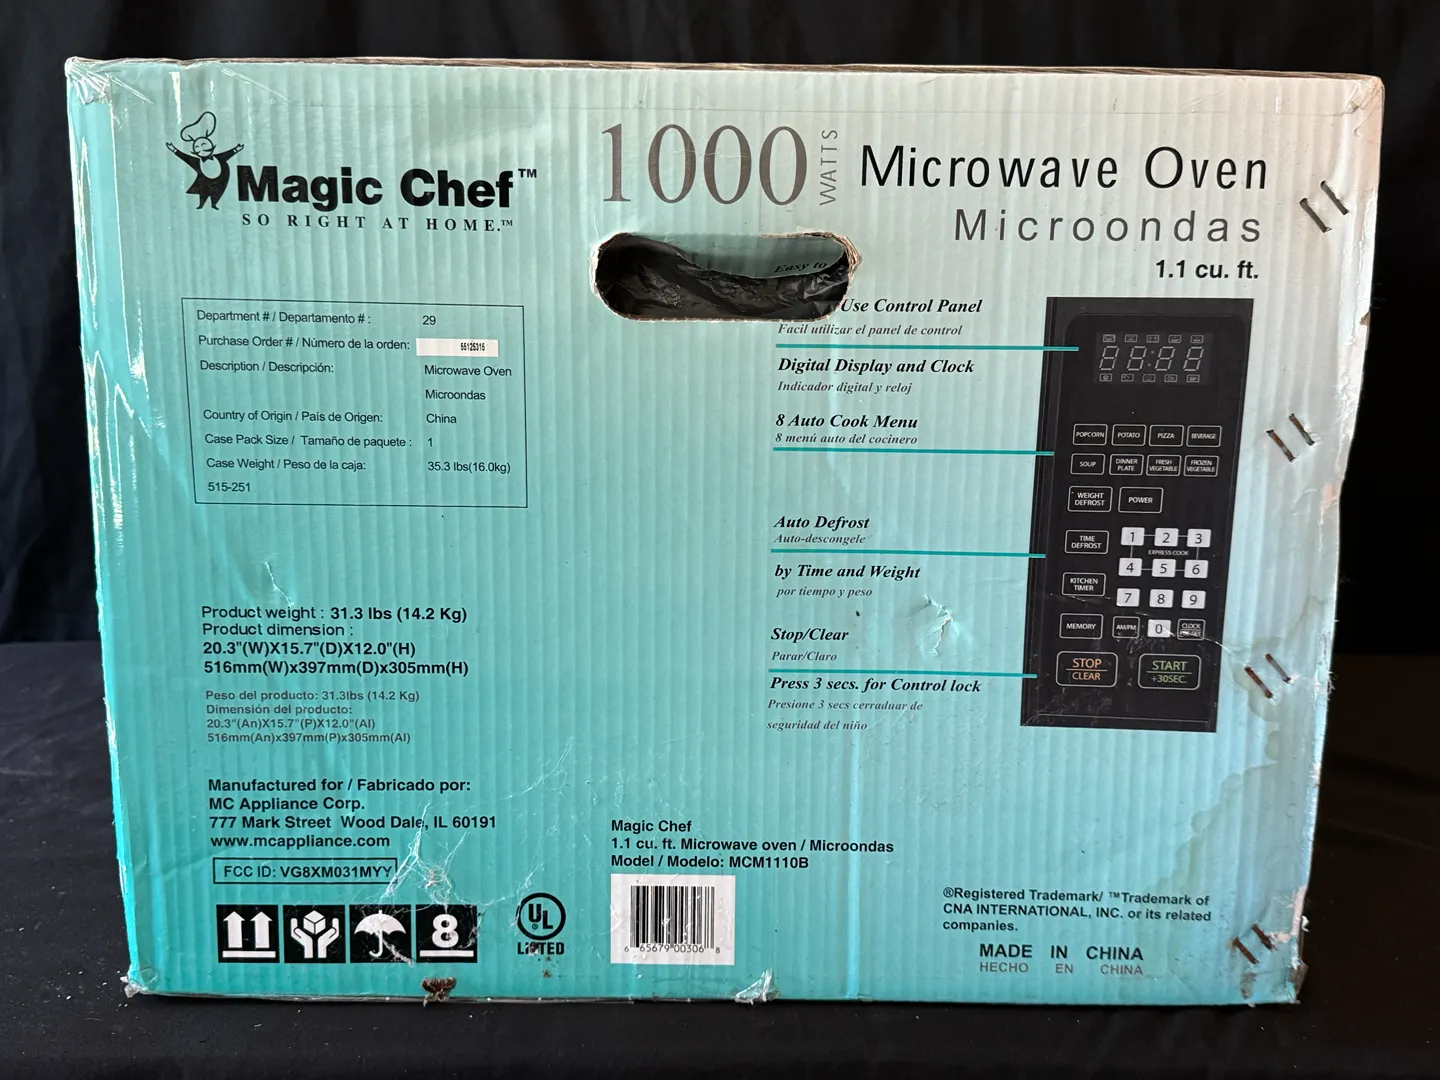 Magic Chef™
SO RIGHT AT HOME.™
1000 WATTS
Microwave Oven
Microondas
1.1 cu. ft.
Department # / Departamento # : 29
Purchase Order # / Número de la orden: 55125315
Description / Descripción: Microwave Oven
Microondas
Country of Origin / País de Origen: China
Case Pack Size / Tamaño de paquete : 1
Case Weight / Peso de la caja: 35.3 lbs(16.0kg)
515-251
Product weight : 31.3 lbs (14.2 Kg)
Product dimension :
20.3"(W)X15.7"(D)X12.0"(H)
516mm(W)x397mm(D)x305mm(H)
Peso del producto: 31.3lbs (14.2 Kg)
Dimensión del producto:
20.3"(An)X15.7"(P)X12.0"(Al)
516mm(An)x397mm(P)x305mm(Al)
Manufactured for / Fabricado por:
MC Appliance Corp.
777 Mark Street Wood Dale, IL 60191
www.mcappliance.com
FCC ID: VG8XM031MYY
8
UL
LISTED
Easy to
Use Control Panel
Facil utilizar el panel de control
Digital Display and Clock
Indicador digital y reloj
8 Auto Cook Menu
8 menú auto del cocinero
Auto Defrost
Auto-descongele
by Time and Weight
por tiempo y peso
Stop/Clear
Parar/Claro
Press 3 secs. for Control lock
Presione 3 secs cerraduar de
seguridad del niño
88:88
POPCORN POTATO PIZZA BEVERAGE
SOUP DINNER PLATE FRESH VEGETABLE FROZEN VEGETABLE
WEIGHT DEFROST POWER
TIME DEFROST 1 2 3
EXPRESS COOK
4 5 6
KITCHEN TIMER
7 8 9
MEMORY AM/PM 0 CLOCK
STOP CLEAR START +30SEC.
Magic Chef
1.1 cu. ft. Microwave oven / Microondas
Model / Modelo: MCM1110B
6 65679 00306 8
®Registered Trademark/ ™Trademark of
CNA INTERNATIONAL, INC. or its related
companies.
MADE IN CHINA
HECHO EN CHINA